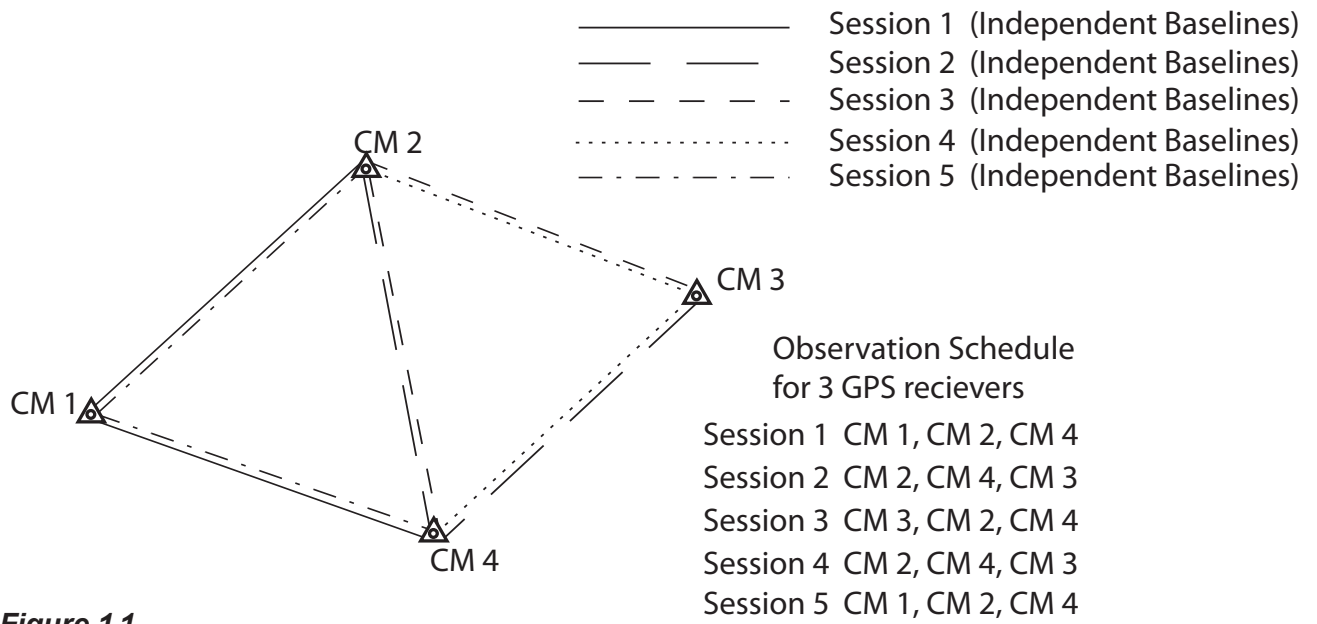 Session 1 (Independent Baselines)
Session 2 (Independent Baselines)
Session 3 (Independent Baselines)
Session 4 (Independent Baselines)
Session 5 (Independent Baselines)
CM 2
CM 3
CM 1
CM 4
Observation Schedule
for 3 GPS recievers
Session 1 CM 1, CM 2, CM 4
Session 2 CM 2, CM 4, CM 3
Session 3 CM 3, CM 2, CM 4
Session 4 CM 2, CM 4, CM 3
Session 5 CM 1, CM 2, CM 4
Figure 1.1